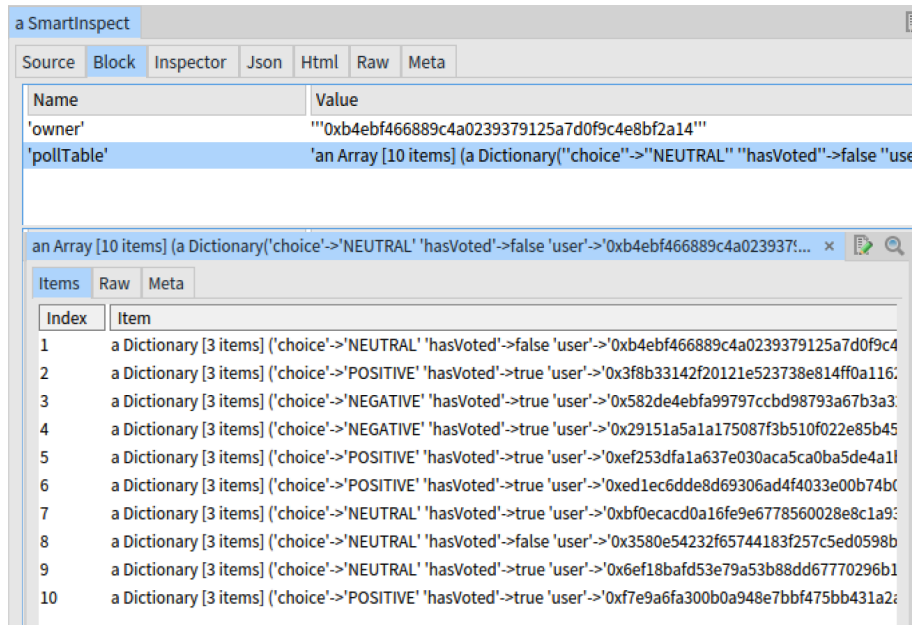 a SmartInspect
Source Block Inspector Json Html Raw Meta
Name Value
'owner' '''0xb4ebf466889c4a0239379125a7d0f9c4e8bf2a14'''
'pollTable' 'an Array [10 items] (a Dictionary(''choice''->''NEUTRAL'' ''hasVoted''->false ''use
an Array [10 items] (a Dictionary('choice'->'NEUTRAL' 'hasVoted'->false 'user'->'0xb4ebf466889c4a0239379... ×
Items Raw Meta
Index Item
1 a Dictionary [3 items] ('choice'->'NEUTRAL' 'hasVoted'->false 'user'->'0xb4ebf466889c4a0239379125a7d0f9c4
2 a Dictionary [3 items] ('choice'->'POSITIVE' 'hasVoted'->true 'user'->'0x3f8b33142f20121e523738e814ff0a1162
3 a Dictionary [3 items] ('choice'->'NEGATIVE' 'hasVoted'->true 'user'->'0x582de4ebfa99797ccbd98793a67b3a3
4 a Dictionary [3 items] ('choice'->'NEGATIVE' 'hasVoted'->true 'user'->'0x29151a5a1a175087f3b510f022e85b45
5 a Dictionary [3 items] ('choice'->'POSITIVE' 'hasVoted'->true 'user'->'0xef253dfa1a637e030aca5ca0ba5de4a1
6 a Dictionary [3 items] ('choice'->'POSITIVE' 'hasVoted'->true 'user'->'0xed1ec6dde8d69306ad4f4033e00b74b0
7 a Dictionary [3 items] ('choice'->'NEUTRAL' 'hasVoted'->true 'user'->'0xbf0ecacd0a16fe9e6778560028e8c1a93
8 a Dictionary [3 items] ('choice'->'NEUTRAL' 'hasVoted'->false 'user'->'0x3580e54232f65744183f257c5ed0598b
9 a Dictionary [3 items] ('choice'->'NEUTRAL' 'hasVoted'->true 'user'->'0x6ef18bafd53e79a53b88dd67770296b1
10 a Dictionary [3 items] ('choice'->'POSITIVE' 'hasVoted'->true 'user'->'0xf7e9a6fa300b0a948e7bbf475bb431a2